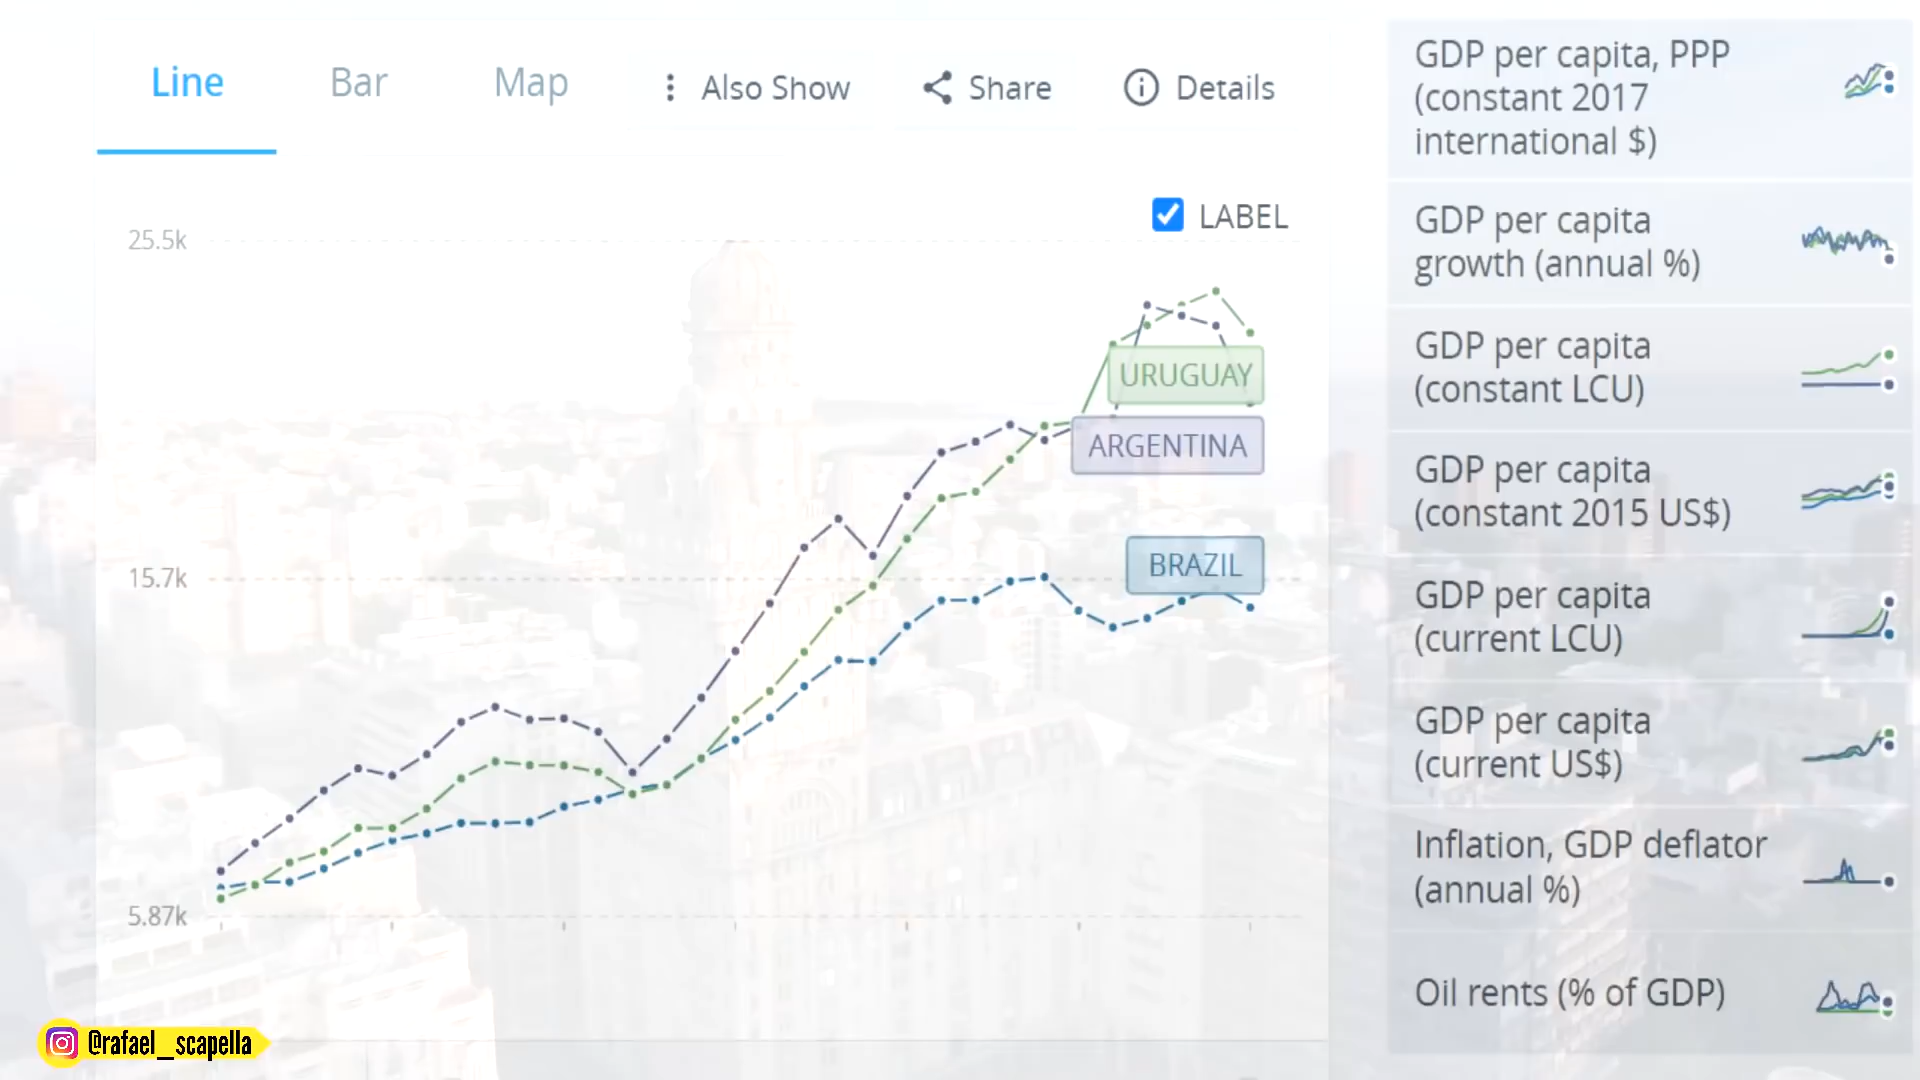 Line
Bar
Map
Also Show
Share
Details
LABEL
25.5k
15.7k
5.87k
URUGUAY
ARGENTINA
BRAZIL
GDP per capita, PPP
(constant 2017
international $)
GDP per capita
growth (annual %)
GDP per capita
(constant LCU)
GDP per capita
(constant 2015 US$)
GDP per capita
(current LCU)
GDP per capita
(current US$)
Inflation, GDP deflator
(annual %)
Oil rents (% of GDP)
@rafael_scapella